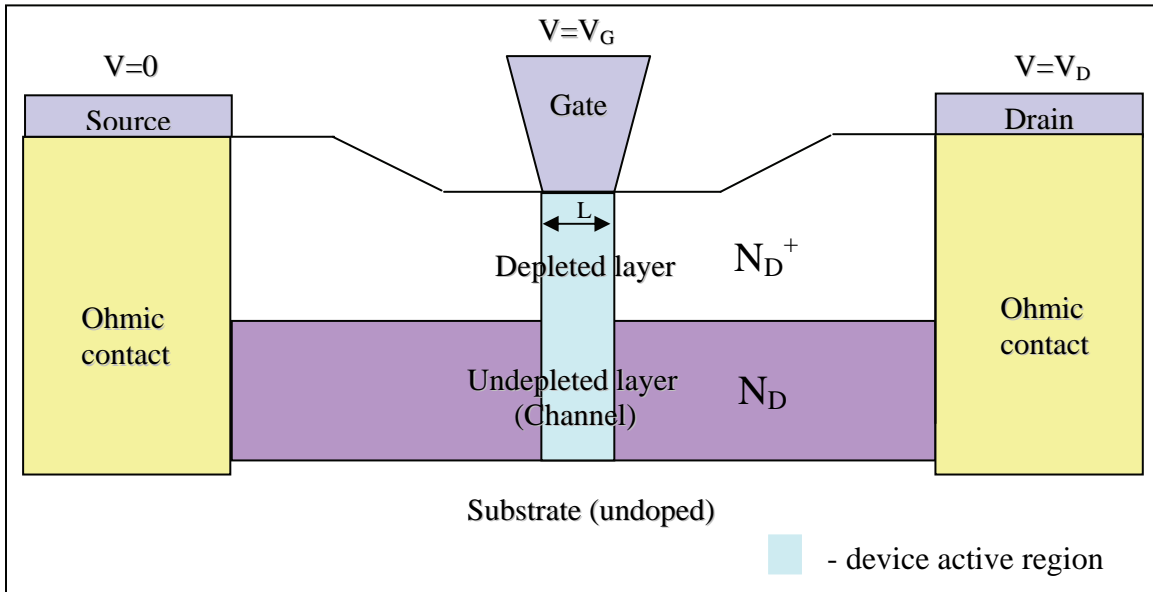 V=V_G
V=0
V=V_D
Gate
Source
Drain
L
N_D^+
Depleted layer
Ohmic
contact
Ohmic
contact
Undepleted layer
(Channel)
N_D
Substrate (undoped)
- device active region